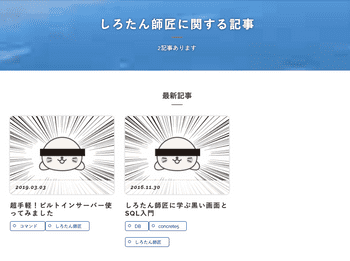 しろたん師匠に関する記事
2記事あります
最新記事
2019.03.03
超手軽！ビルトインサーバー使
ってみました
コマンド
しろたん師匠
2016.11.30
しろたん師匠に学ぶ黒い画面と
SQL入門
DB
concrete5
しろたん師匠